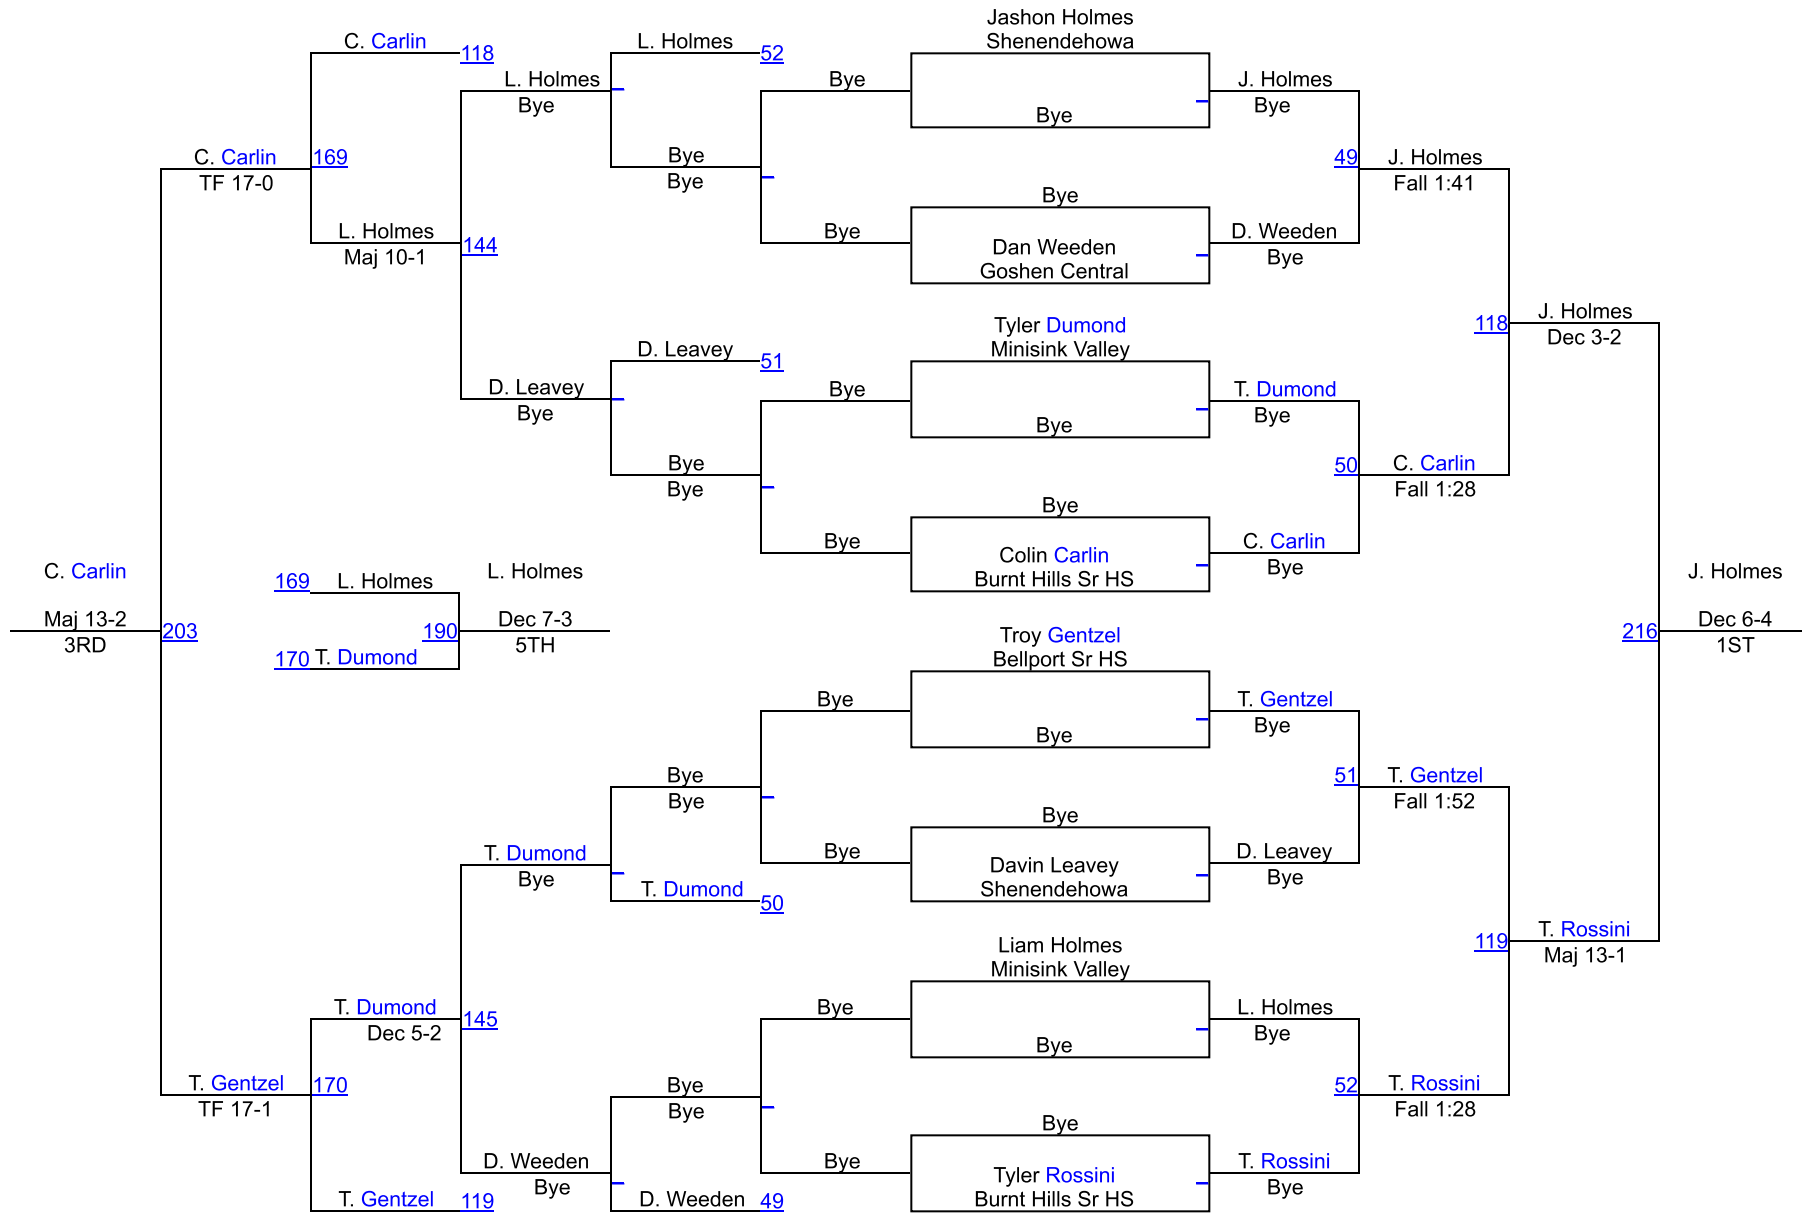 Jashon Holmes
C. Carlin
118
L. Holmes
52
Shenendehowa
L. Holmes
Bye
Bye
Bye
J. Holmes
Bye
C. Carlin
TF 17-0
169
Bye
Bye
49
J. Holmes
Fall 1:41
L. Holmes
Maj 10-1
144
Bye
Bye
Dan Weeden
Goshen Central
D. Weeden
Bye
J. Holmes
Dec 3-2
118
Tyler Dumond
Minisink Valley
D. Leavey
51
D. Leavey
Bye
Bye
Bye
T. Dumond
Bye
Bye
Bye
50
C. Carlin
Fall 1:28
Bye
Bye
Colin Carlin
Burnt Hills Sr HS
C. Carlin
Bye
C. Carlin
Maj 13-2
3RD
203
169
L. Holmes
190
170
T. Dumond
L. Holmes
Dec 7-3
5TH
J. Holmes
Dec 6-4
1ST
216
Troy Gentzel
Bellport Sr HS
Bye
Bye
T. Gentzel
Bye
Bye
Bye
51
T. Gentzel
Fall 1:52
T. Dumond
Bye
Bye
Bye
Davin Leavey
Shenendehowa
D. Leavey
Bye
T. Dumond
50
Liam Holmes
Minisink Valley
119
T. Rossini
Maj 13-1
T. Dumond
Dec 5-2
145
Bye
Bye
L. Holmes
Bye
T. Gentzel
TF 17-1
170
Bye
Bye
52
T. Rossini
Fall 1:28
D. Weeden
Bye
Bye
Bye
Tyler Rossini
Burnt Hills Sr HS
T. Rossini
Bye
T. Gentzel
119
D. Weeden
49